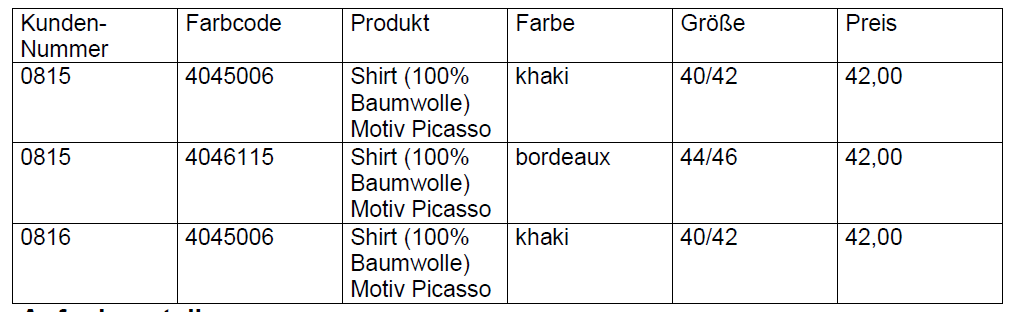 Kunden-
Nummer
Farbcode
Produkt
Farbe
Größe
Preis
0815
4045006
Shirt (100%
Baumwolle)
Motiv Picasso
khaki
40/42
42,00
0815
4046115
Shirt (100%
Baumwolle)
Motiv Picasso
bordeaux
44/46
42,00
0816
4045006
Shirt (100%
Baumwolle)
Motiv Picasso
khaki
40/42
42,00